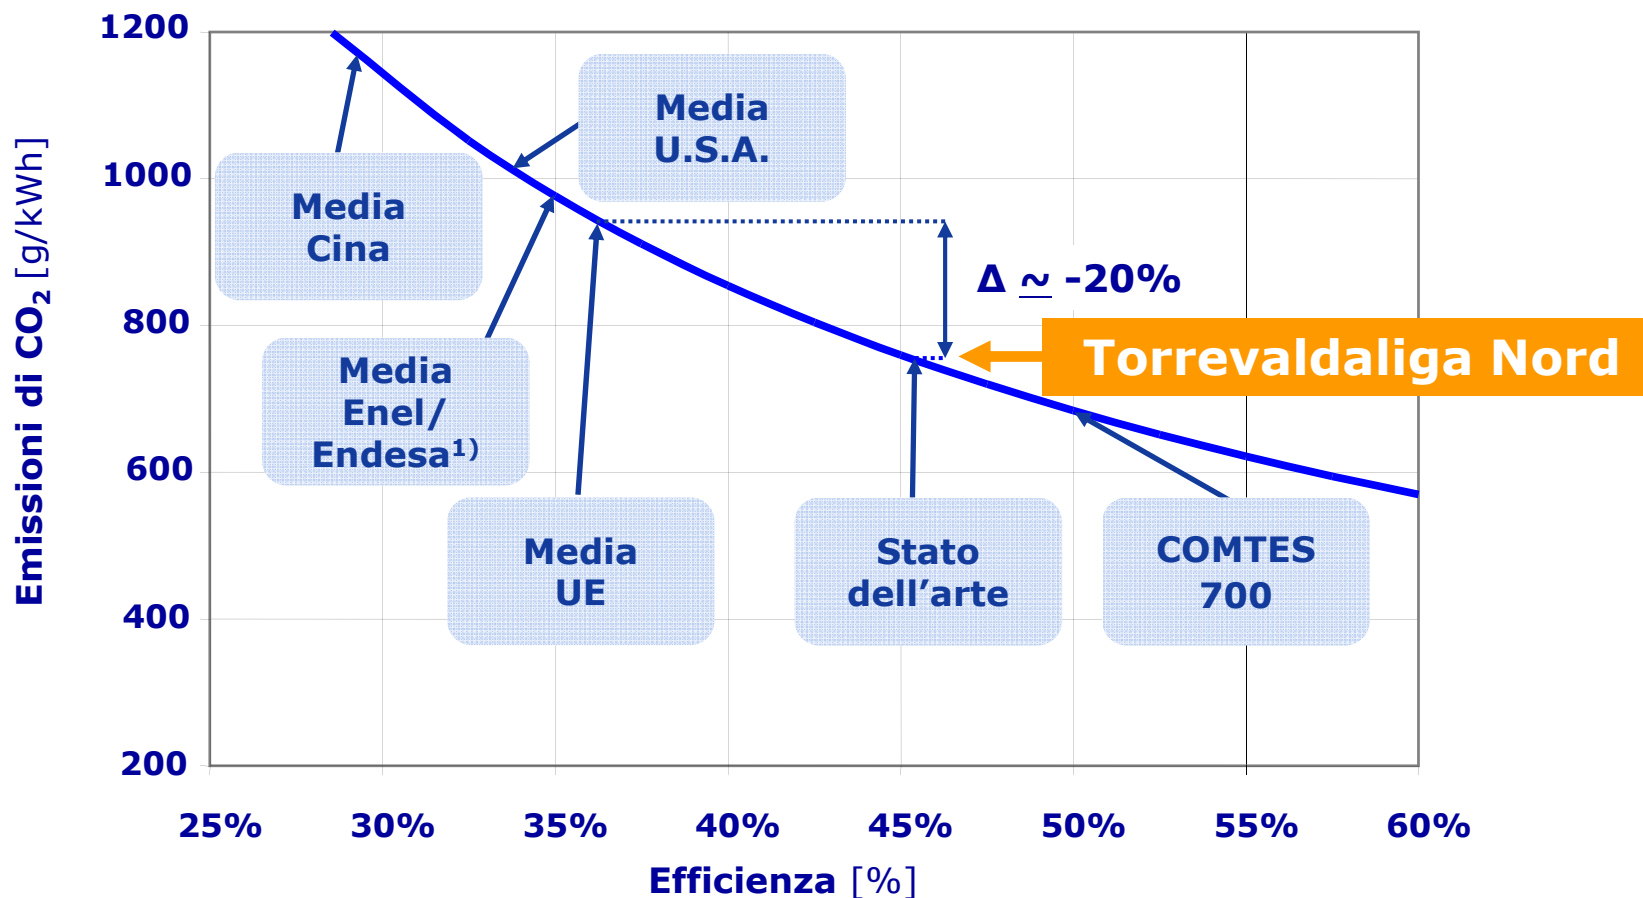 Emissioni di CO₂ [g/kWh]
1200
1000
800
600
400
200
Media
U.S.A.
Media
Cina
Δ ~ -20%
Torrevaldaliga Nord
Media
Enel/
Endesa¹⁾
Media
UE
Stato
dell’arte
COMTES
700
25% 30% 35% 40% 45% 50% 55% 60%
Efficienza [%]